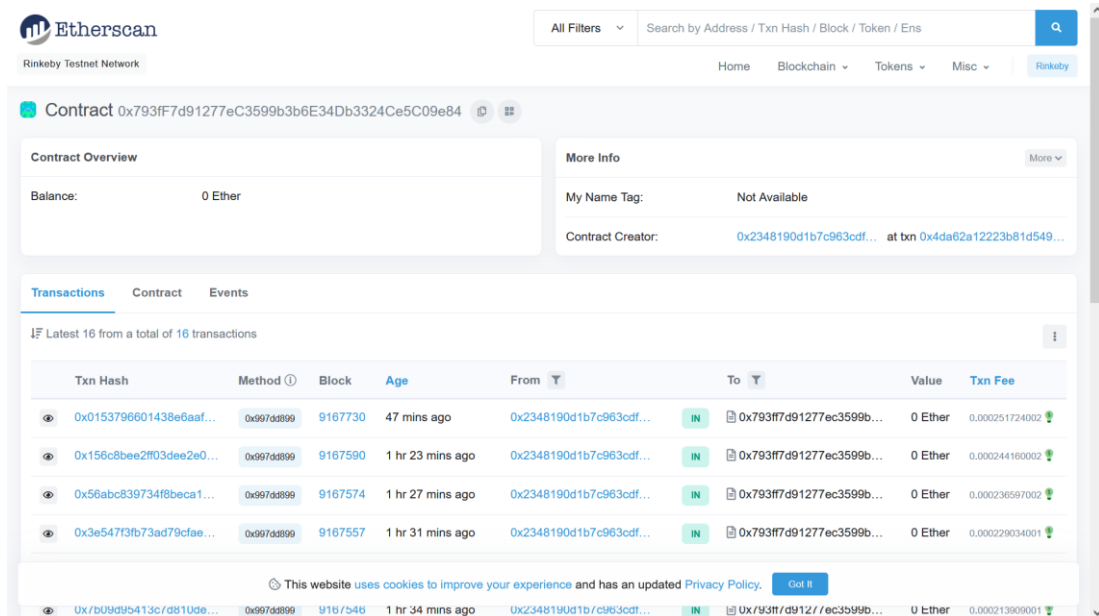 Etherscan
All Filters
Search by Address / Txn Hash / Block / Token / Ens
Rinkeby Testnet Network
Home Blockchain Tokens Misc Rinkeby
Contract 0x793fF7d91277eC3599b3b6E34Db3324Ce5C09e84
Contract Overview
Balance: 0 Ether
More Info More
My Name Tag: Not Available
Contract Creator: 0x2348190d1b7c963cdf... at txn 0x4da62a12223b81d549...
Transactions Contract Events
Latest 16 from a total of 16 transactions
Txn Hash Method Block Age From To Value Txn Fee
0x0153796601438e6aaf... 0x997dd899 9167730 47 mins ago 0x2348190d1b7c963cdf... IN 0x793ff7d91277ec3599b... 0 Ether 0.000251724002
0x156c8bee2ff03dee2e0... 0x997dd899 9167590 1 hr 23 mins ago 0x2348190d1b7c963cdf... IN 0x793ff7d91277ec3599b... 0 Ether 0.000244160002
0x56abc839734f8beca1... 0x997dd899 9167574 1 hr 27 mins ago 0x2348190d1b7c963cdf... IN 0x793ff7d91277ec3599b... 0 Ether 0.000236597002
0x3e547f3fb73ad79cfae... 0x997dd899 9167557 1 hr 31 mins ago 0x2348190d1b7c963cdf... IN 0x793ff7d91277ec3599b... 0 Ether 0.000229034001
This website uses cookies to improve your experience and has an updated Privacy Policy. Got It
0x7b09d95413c7d810de... 0x997dd899 9167546 1 hr 34 mins ago 0x2348190d1b7c963cdf... IN 0x793ff7d91277ec3599b... 0 Ether 0.000213909001